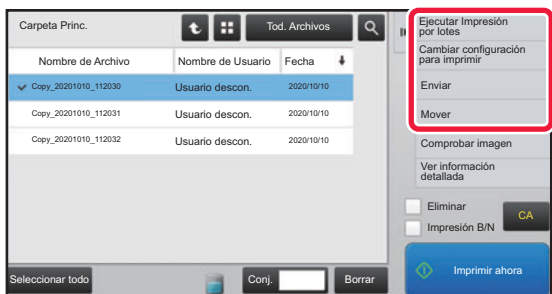 Carpeta Princ.
Tod. Archivos
Nombre de Archivo
Nombre de Usuario
Fecha
Copy_20201010_112030
Usuario descon.
2020/10/10
Copy_20201010_112031
Usuario descon.
2020/10/10
Copy_20201010_112032
Usuario descon.
2020/10/10
Seleccionar todo
Conj.
Borrar
Ejecutar Impresión
por lotes
Cambiar configuración
para imprimir
Enviar
Mover
Comprobar imagen
Ver información
detallada
Eliminar
Impresión B/N
CA
Imprimir ahora